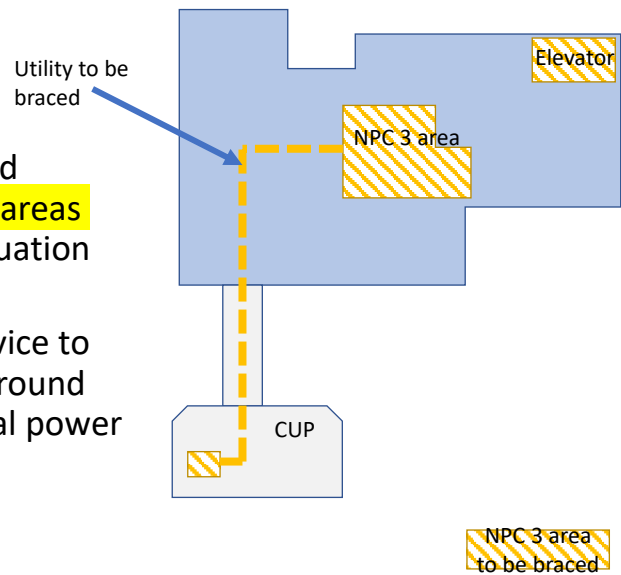 Elevator
Utility to be
braced
NPC 3 area
d
areas
uation
vice to
round
al power
CUP
NPC 3 area
to be braced